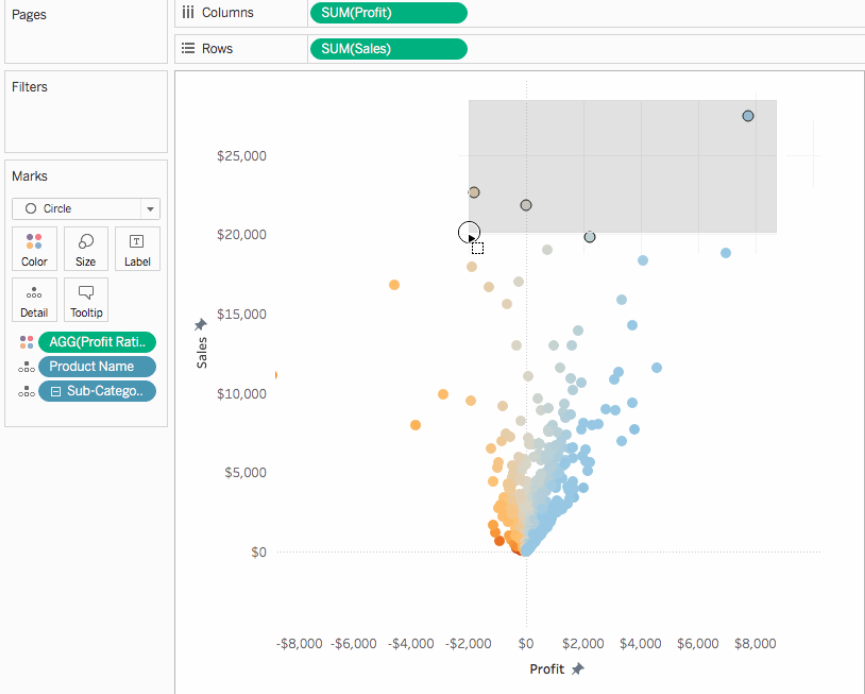 Pages
Columns
SUM(Profit)
Rows
SUM(Sales)
Filters
Marks
Circle
Color
Size
T
Label
Detail
Tooltip
AGG(Profit Rati..
Product Name
Sub-Catego..
$25,000
$20,000
$15,000
$10,000
$5,000
$0
Sales
-$8,000 -$6,000 -$4,000 -$2,000 $0 $2,000 $4,000 $6,000 $8,000
Profit